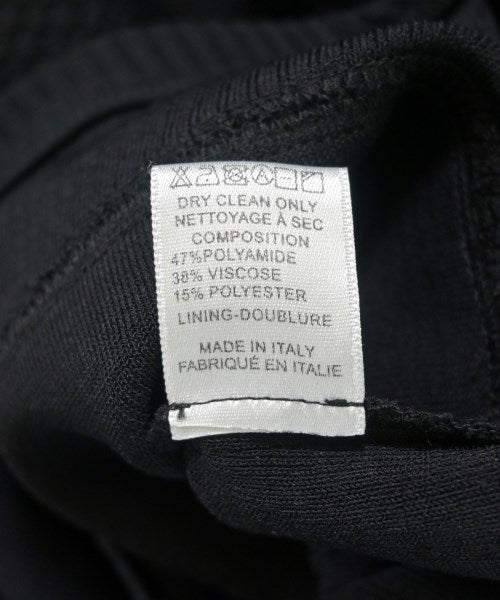 DRY CLEAN ONLY
NETTOYAGE À SEC
COMPOSITION
47%POLYAMIDE
38% VISCOSE
15% POLYESTER
LINING-DOUBLURE
MADE IN ITALY
FABRIQUÉ EN ITALIE